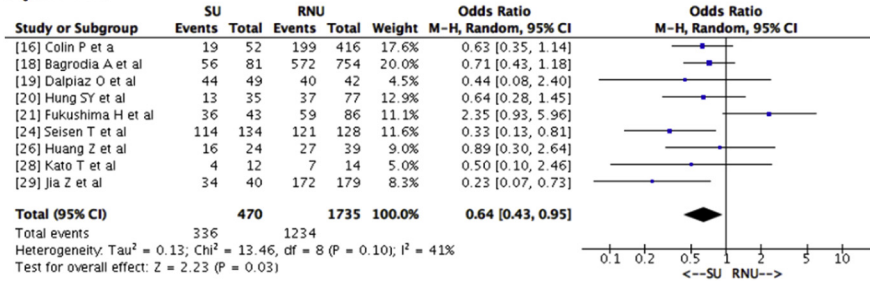 SU RNU Odds Ratio Odds Ratio
Study or Subgroup Events Total Events Total Weight M-H, Random, 95% CI M-H, Random, 95% CI
[16] Colin P et a 19 52 199 416 17.6% 0.63 [0.35, 1.14]
[18] Bagrodia A et al 56 81 572 754 20.0% 0.71 [0.43, 1.18]
[19] Dalpiaz O et al 44 49 40 42 4.5% 0.44 [0.08, 2.40]
[20] Hung SY et al 13 35 37 77 12.9% 0.64 [0.28, 1.45]
[21] Fukushima H et al 36 43 59 86 11.1% 2.35 [0.93, 5.96]
[24] Seisen T et al 114 134 121 128 11.6% 0.33 [0.13, 0.81]
[26] Huang Z et al 16 24 27 39 9.0% 0.89 [0.30, 2.64]
[28] Kato T et al 4 12 7 14 5.0% 0.50 [0.10, 2.46]
[29] Jia Z et al 34 40 172 179 8.3% 0.23 [0.07, 0.73]
Total (95% CI) 470 1735 100.0% 0.64 [0.43, 0.95]
Total events 336 1234
Heterogeneity: Tau² = 0.13; Chi² = 13.46, df = 8 (P = 0.10); I² = 41%
Test for overall effect: Z = 2.23 (P = 0.03)
0.1 0.2 0.5 1 2 5 10
<--SU RNU-->